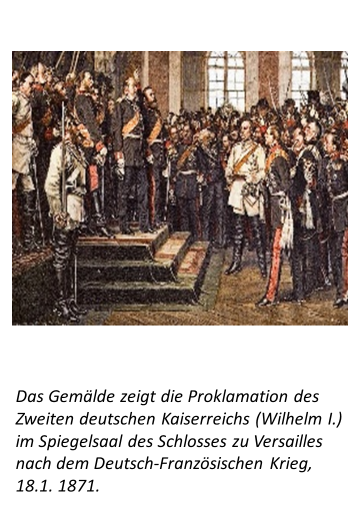 Das Gemälde zeigt die Proklamation des
Zweiten deutschen Kaiserreichs (Wilhelm I.)
im Spiegelsaal des Schlosses zu Versailles
nach dem Deutsch-Französischen Krieg,
18.1. 1871.